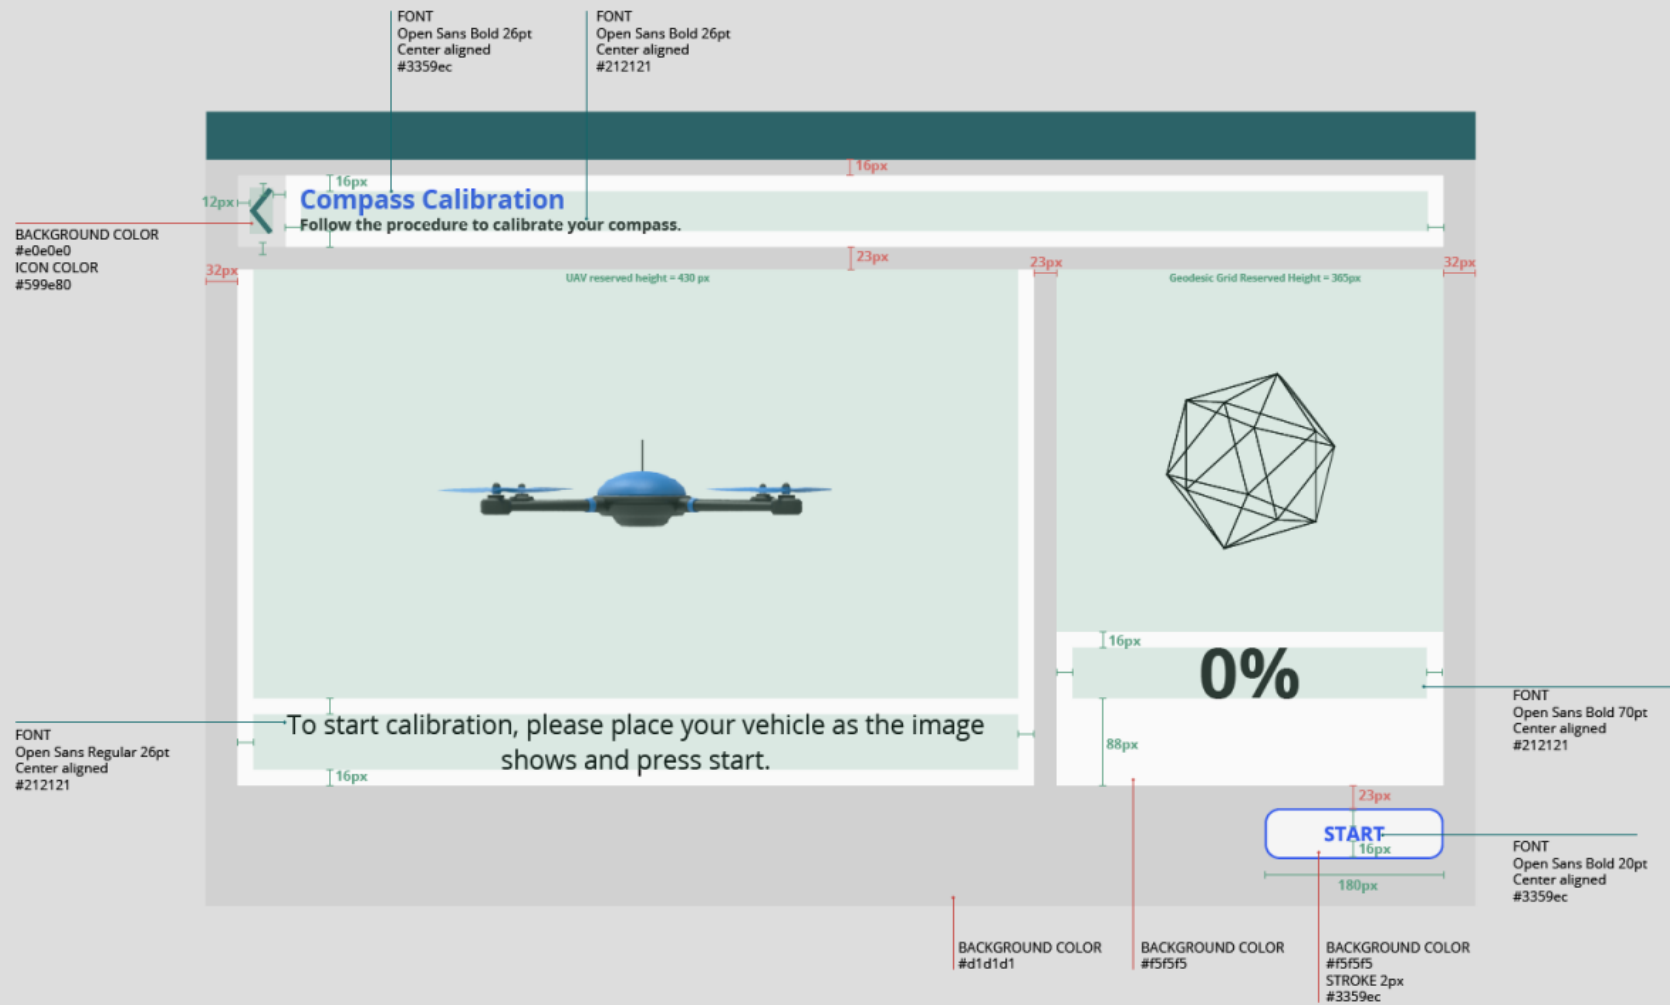 FONT
Open Sans Bold 26pt
Center aligned
#3359ec
FONT
Open Sans Bold 26pt
Center aligned
#212121
16px
16px
12px
Compass Calibration
Follow the procedure to calibrate your compass.
BACKGROUND COLOR
#e0e0e0
ICON COLOR
#599e80
32px
23px
23px
32px
UAV reserved height = 430 px
Geodesic Grid Reserved Height = 365px
16px
0%
FONT
Open Sans Bold 70pt
Center aligned
#212121
To start calibration, please place your vehicle as the image
shows and press start.
FONT
Open Sans Regular 26pt
Center aligned
#212121
16px
88px
23px
START
16px
180px
FONT
Open Sans Bold 20pt
Center aligned
#3359ec
BACKGROUND COLOR
#d1d1d1
BACKGROUND COLOR
#f5f5f5
BACKGROUND COLOR
#f5f5f5
STROKE 2px
#3359ec